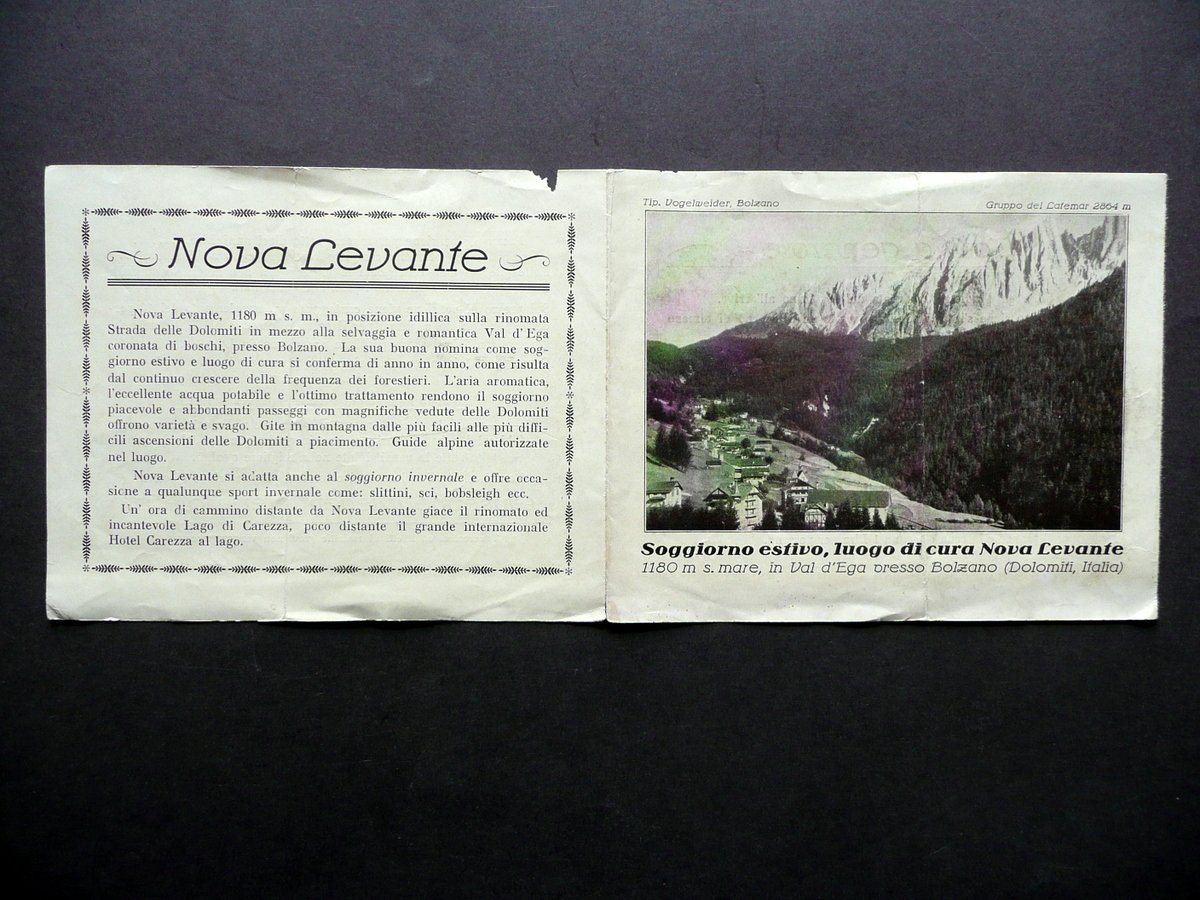 Nova Levante
Nova Levante, 1180 m s. m., in posizione idillica sulla rinomata
Strada delle Dolomiti in mezzo alla selvaggia e romantica Val d'Ega
coronata di boschi, presso Bolzano. La sua buona nomina come sog-
giorno estivo e luogo di cura si conferma di anno in anno, come risulta
dal continuo crescere della frequenza dei forestieri. L'aria aromatica,
l'eccellente acqua potabile e l'ottimo trattamento rendono il soggiorno
piacevole e abbondanti passeggi con magnifiche vedute delle Dolomiti
offrono varietà e svago. Gite in montagna dalle più facili alle più diffi-
cili ascensioni delle Dolomiti a piacimento. Guide alpine autorizzate
nel luogo.
Nova Levante si adatta anche al soggiorno invernale e offre occa-
sione a qualunque sport invernale come: slittini, sci, bobsleigh ecc.
Un' ora di cammino distante da Nova Levante giace il rinomato ed
incantevole Lago di Carezza, poco distante il grande internazionale
Hotel Carezza al lago.
Tip. Vogelweider, Bolzano
Gruppo del Latemar 2864 m
Soggiorno estivo, luogo di cura Nova Levante
1180 m s. mare, in Val d'Ega presso Bolzano (Dolomiti, Italia)